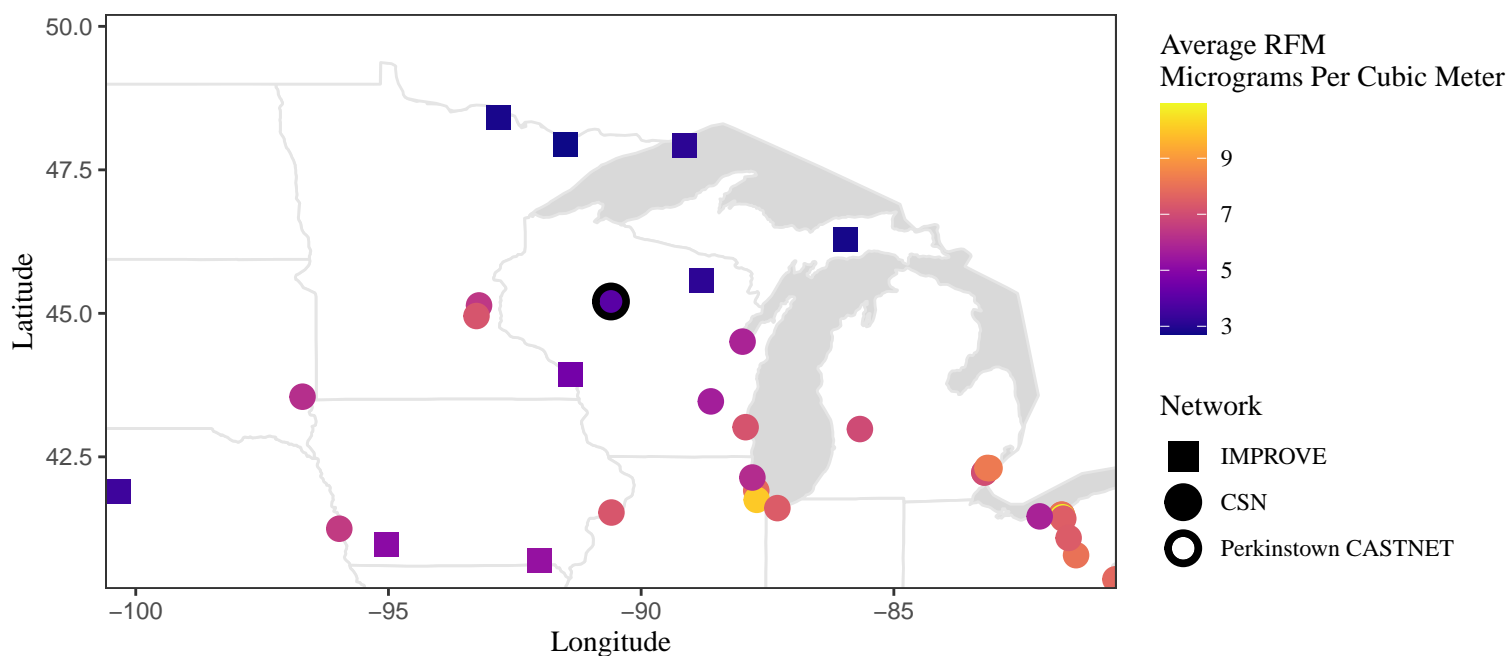 50.0
47.5
45.0
42.5
Latitude
−100
−95
−90
−85
Longitude
Average RFM
Micrograms Per Cubic Meter
9
7
5
3
Network
IMPROVE
CSN
Perkinstown CASTNET